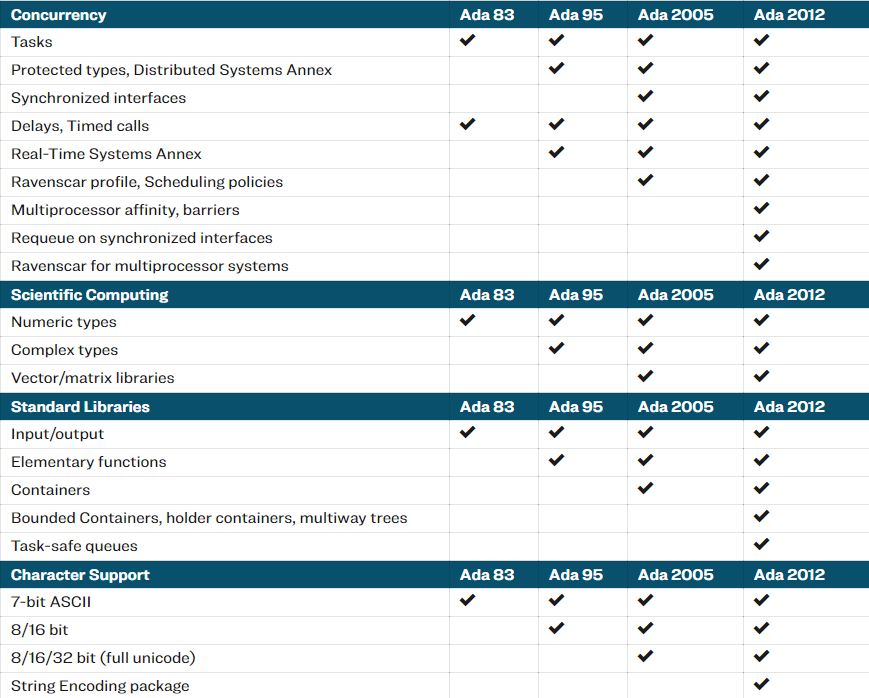 Concurrency Ada 83 Ada 95 Ada 2005 Ada 2012
Tasks ✔ ✔ ✔ ✔
Protected types, Distributed Systems Annex ✔ ✔ ✔
Synchronized interfaces ✔ ✔
Delays, Timed calls ✔ ✔ ✔ ✔
Real-Time Systems Annex ✔ ✔ ✔
Ravenscar profile, Scheduling policies ✔ ✔
Multiprocessor affinity, barriers ✔
Requeue on synchronized interfaces ✔
Ravenscar for multiprocessor systems ✔
Scientific Computing Ada 83 Ada 95 Ada 2005 Ada 2012
Numeric types ✔ ✔ ✔ ✔
Complex types ✔ ✔ ✔
Vector/matrix libraries ✔ ✔
Standard Libraries Ada 83 Ada 95 Ada 2005 Ada 2012
Input/output ✔ ✔ ✔ ✔
Elementary functions ✔ ✔ ✔
Containers ✔ ✔
Bounded Containers, holder containers, multiway trees ✔
Task-safe queues ✔
Character Support Ada 83 Ada 95 Ada 2005 Ada 2012
7-bit ASCII ✔ ✔ ✔ ✔
8/16 bit ✔ ✔ ✔
8/16/32 bit (full unicode) ✔ ✔
String Encoding package ✔